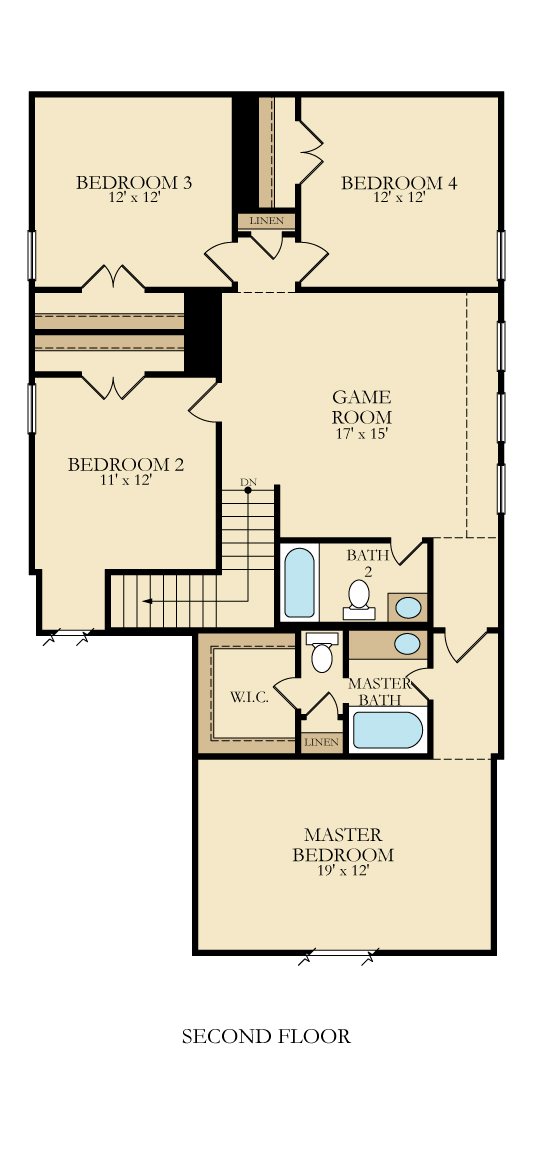 BEDROOM 3
12' x 12'
BEDROOM 4
12' x 12'
LINEN
GAME
ROOM
17' x 15'
BEDROOM 2
11' x 12'
DN
BATH
2
W.I.C.
MASTER
BATH
LINEN
MASTER
BEDROOM
19' x 12'
SECOND FLOOR